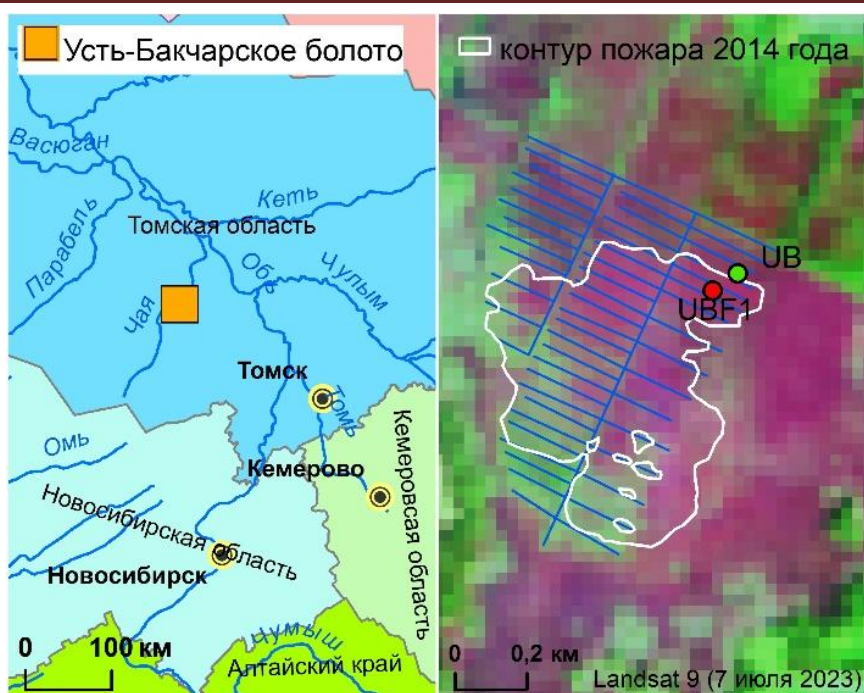 Усть-Бакчарское болото
Васюган
Кеть
Парабель
Томская область
Обь
Чулым
Чая
Томск
Томь
Омь
Кемерово
Кемеровсая область
Новосибирская область
Новосибирск
Чумыш
0 100 км
Алтайский край
контур пожара 2014 года
UB
UBF1
0 0,2 км
Landsat 9 (7 июля 2023)